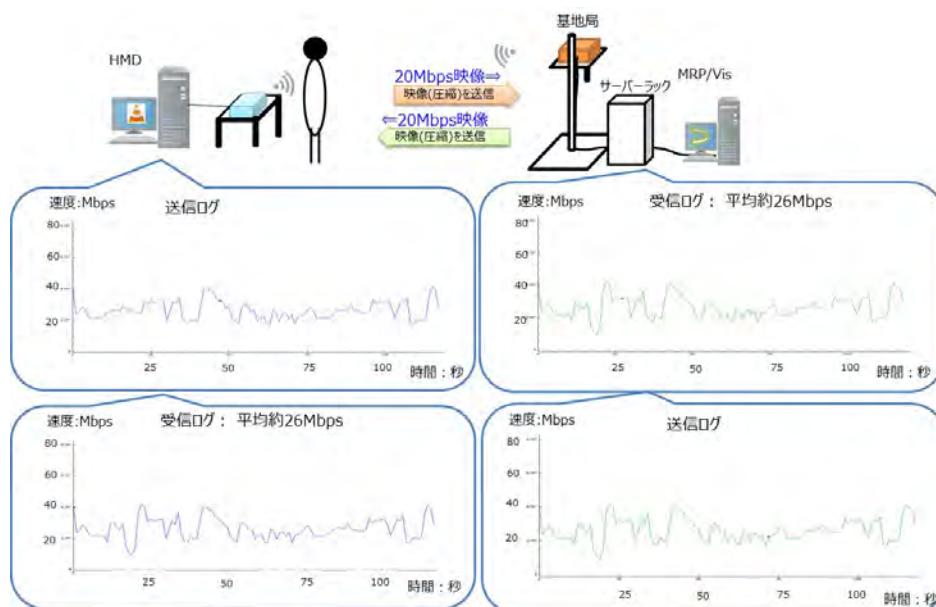 基地局
HMD
MRP/Vis
サーバーラック
20Mbps映像⇒
映像(圧縮)を送信
⇐20Mbps映像
映像(圧縮)を送信
速度:Mbps
送信ログ
80
60
40
20
25
50
75
100
時間：秒
速度:Mbps
受信ログ： 平均約26Mbps
80
60
40
20
25
50
75
100
時間：秒
速度:Mbps
受信ログ： 平均約26Mbps
80
60
40
20
25
50
75
100
時間：秒
速度:Mbps
送信ログ
80
60
40
20
25
50
75
100
時間：秒